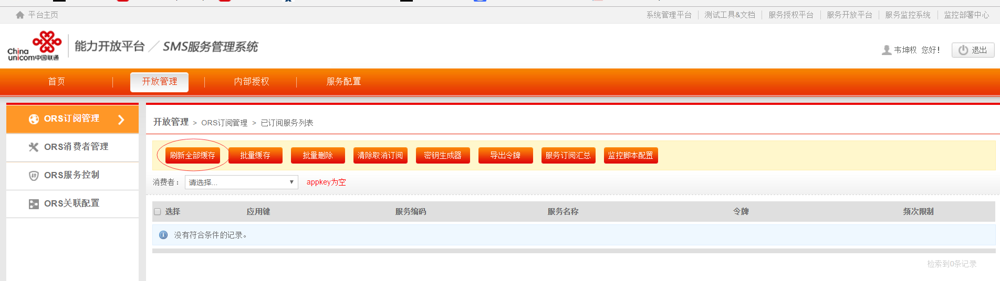 平台主页 系统管理平台 测试工具&文档 服务授权平台 服务开放平台 服务监控系统 监控部署中心
China unicom中国联通 能力开放平台 / SMS服务管理系统
韦坤权 您好! 退出
首页 开放管理 内部授权 服务配置
ORS订阅管理
ORS消费者管理
ORS服务控制
ORS关联配置
开放管理 > ORS订阅管理 > 已订阅服务列表
刷新全部缓存 批量缓存 批量删除 清除取消订阅 密钥生成器 导出令牌 服务订阅汇总 监控脚本配置
消费者: 请选择... appkey为空
选择 应用键 服务编码 服务名称 令牌 频次限制
没有符合条件的记录。
检索到0条记录